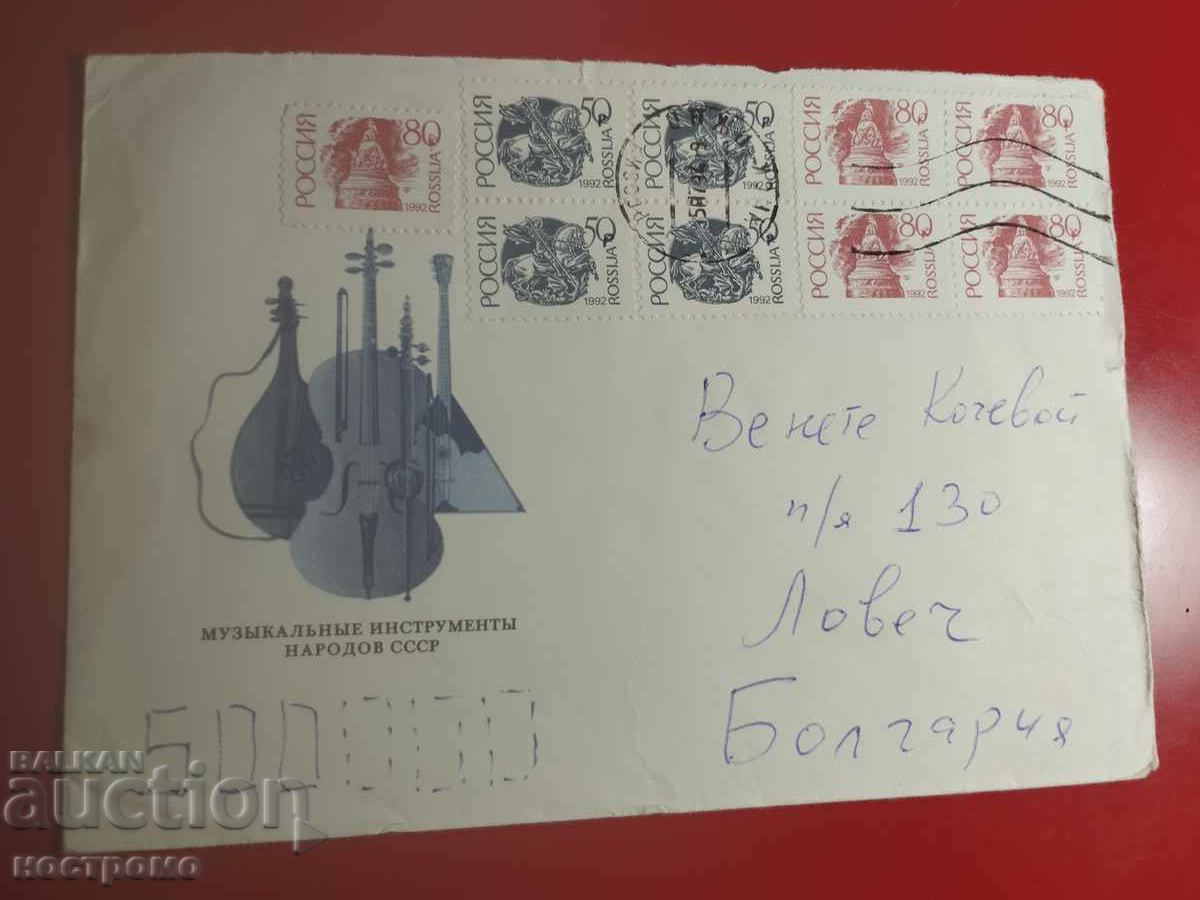 РОССИЯ 80 ROSSIJA 1992
РОССИЯ 50 ROSSIJA 1992
РОССИЯ 50 ROSSIJA 1992
РОССИЯ 80 ROSSIJA 1992
РОССИЯ 80 ROSSIJA 1992
РОССИЯ 50 ROSSIJA 1992
РОССИЯ 50 ROSSIJA 1992
РОССИЯ 80 ROSSIJA 1992
РОССИЯ 80 ROSSIJA 1992
Венете Кочевой
п/я 130
Ловеч
Болгария
МУЗЫКАЛЬНЫЕ ИНСТРУМЕНТЫ
НАРОДОВ СССР
500
BALKAN
auction
ностромо